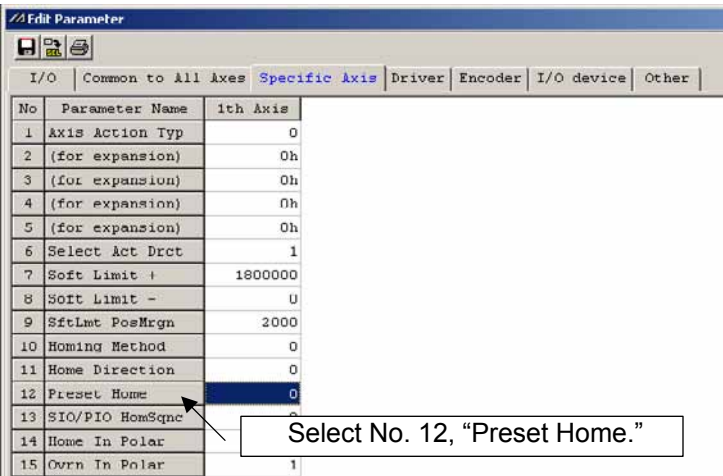 Edit Parameter
I/O Common to All Axes Specific Axis Driver Encoder I/O device Other
No Parameter Name 1th Axis
1 Axis Action Typ 0
2 (for expansion) 0h
3 (for expansion) 0h
4 (for expansion) 0h
5 (for expansion) 0h
6 Select Act Drct 1
7 Soft Limit + 1800000
8 Soft Limit - 0
9 SftLmt PosMrgn 2000
10 Homing Method 0
11 Home Direction 0
12 Preset Home 0
13 SIO/PIO HomSqnc
14 Home In Polar
15 Ovrn In Polar 1
Select No. 12, “Preset Home.”